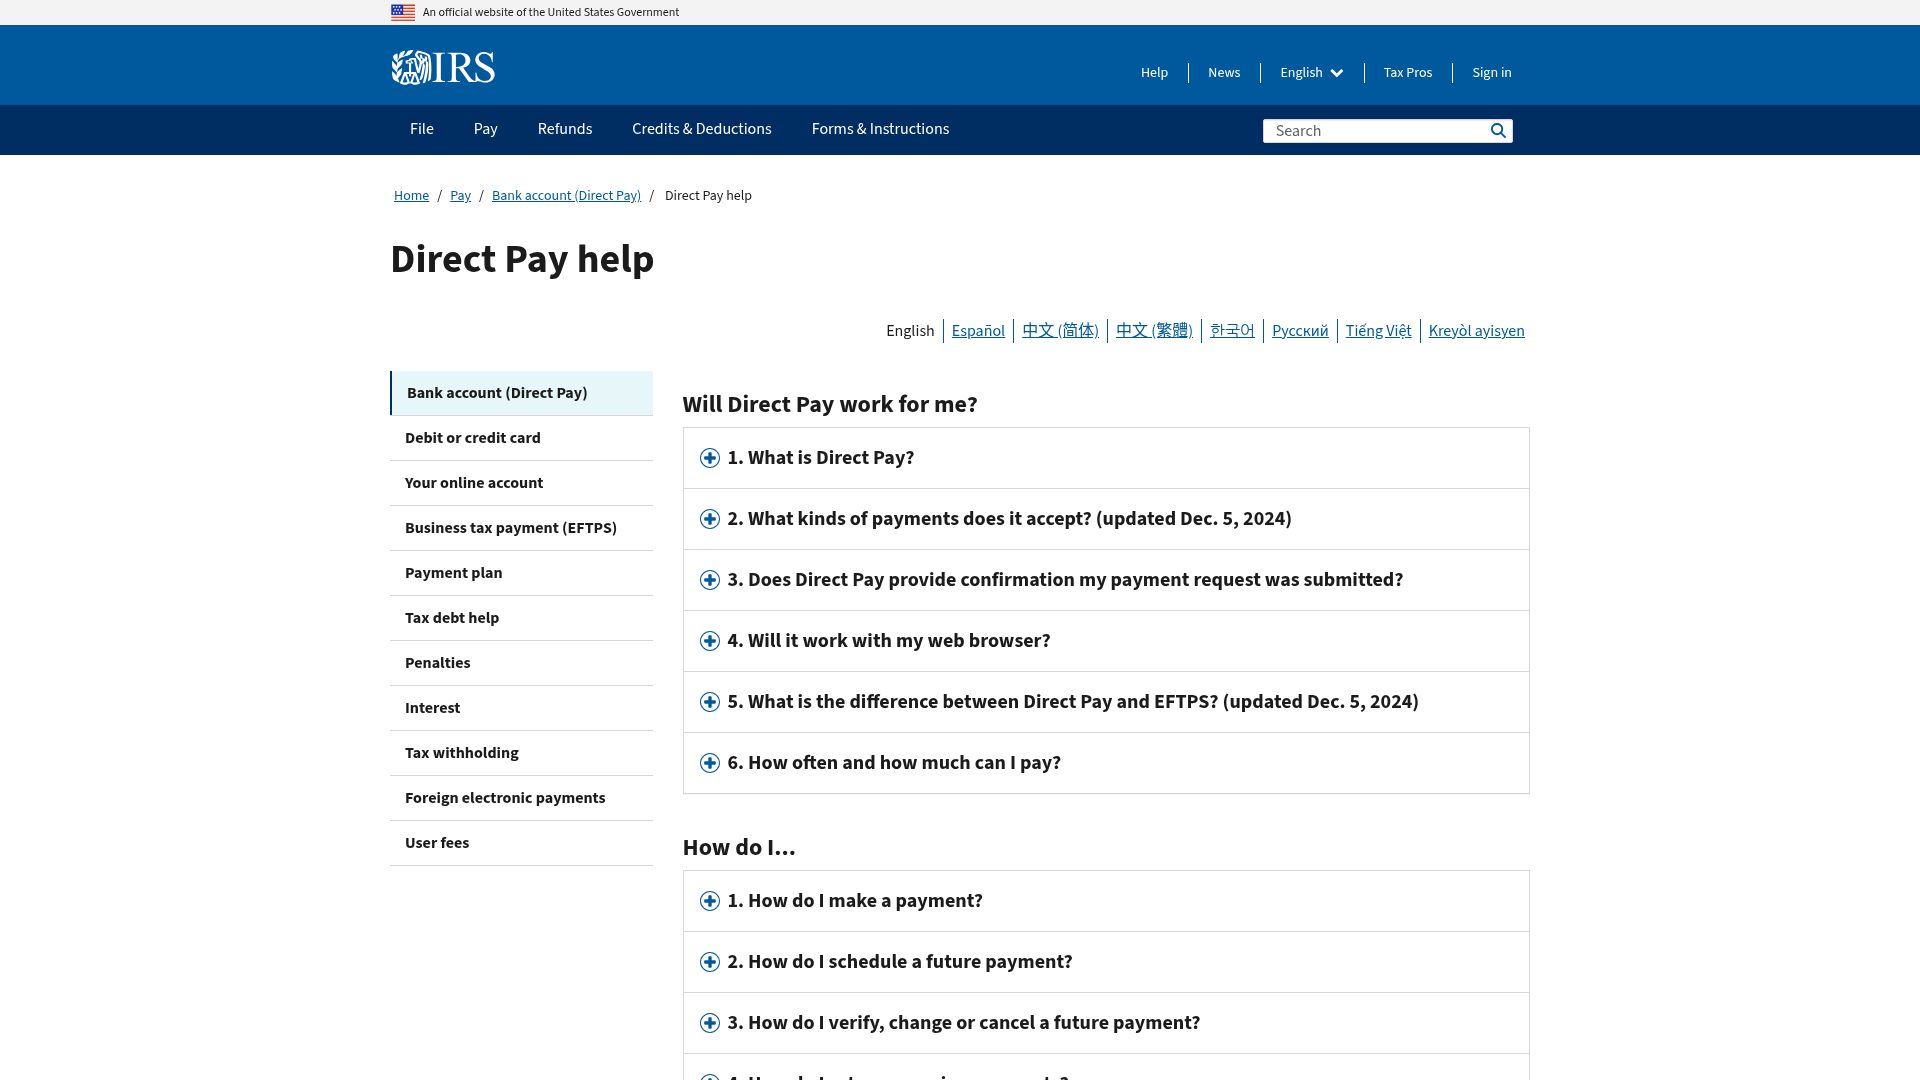 An official website of the United States Government
IRS
Help
News
English
Tax Pros
Sign in
File
Pay
Refunds
Credits & Deductions
Forms & Instructions
Search
Home / Pay / Bank account (Direct Pay) / Direct Pay help
Direct Pay help
English
Español
中文 (简体)
中文 (繁體)
한국어
Русский
Tiếng Việt
Kreyòl ayisyen
Bank account (Direct Pay)
Debit or credit card
Your online account
Business tax payment (EFTPS)
Payment plan
Tax debt help
Penalties
Interest
Tax withholding
Foreign electronic payments
User fees
Will Direct Pay work for me?
1. What is Direct Pay?
2. What kinds of payments does it accept? (updated Dec. 5, 2024)
3. Does Direct Pay provide confirmation my payment request was submitted?
4. Will it work with my web browser?
5. What is the difference between Direct Pay and EFTPS? (updated Dec. 5, 2024)
6. How often and how much can I pay?
How do I…
1. How do I make a payment?
2. How do I schedule a future payment?
3. How do I verify, change or cancel a future payment?